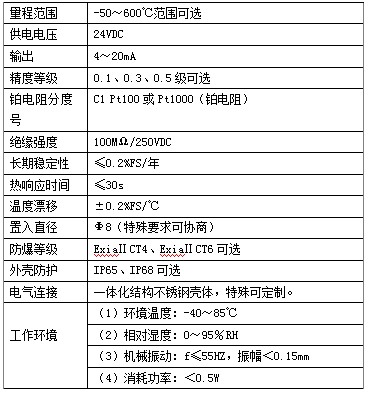 量程范围 -50～600℃范围可选
供电电压 24VDC
输出 4～20mA
精度等级 0.1、0.3、0.5级可选
铂电阻分度 C1 Pt100或Pt1000（铂电阻）
号
绝缘强度 100MΩ/250VDC
长期稳定性 ≤0.2%FS/年
热响应时间 ≤30s
温度漂移 ±0.2%FS/℃
置入直径 Φ8（特殊要求可协商）
防爆等级 ExiaⅡCT4、ExiaⅡCT6可选
外壳防护 IP65、IP68可选
电气连接 一体化结构不锈钢壳体，特殊可定制。
工作环境
（1）环境温度：-40～85℃
（2）相对湿度：0～95％RH
（3）机械振动：f≤55HZ，振幅＜0.15mm
（4）消耗功率：＜0.5W